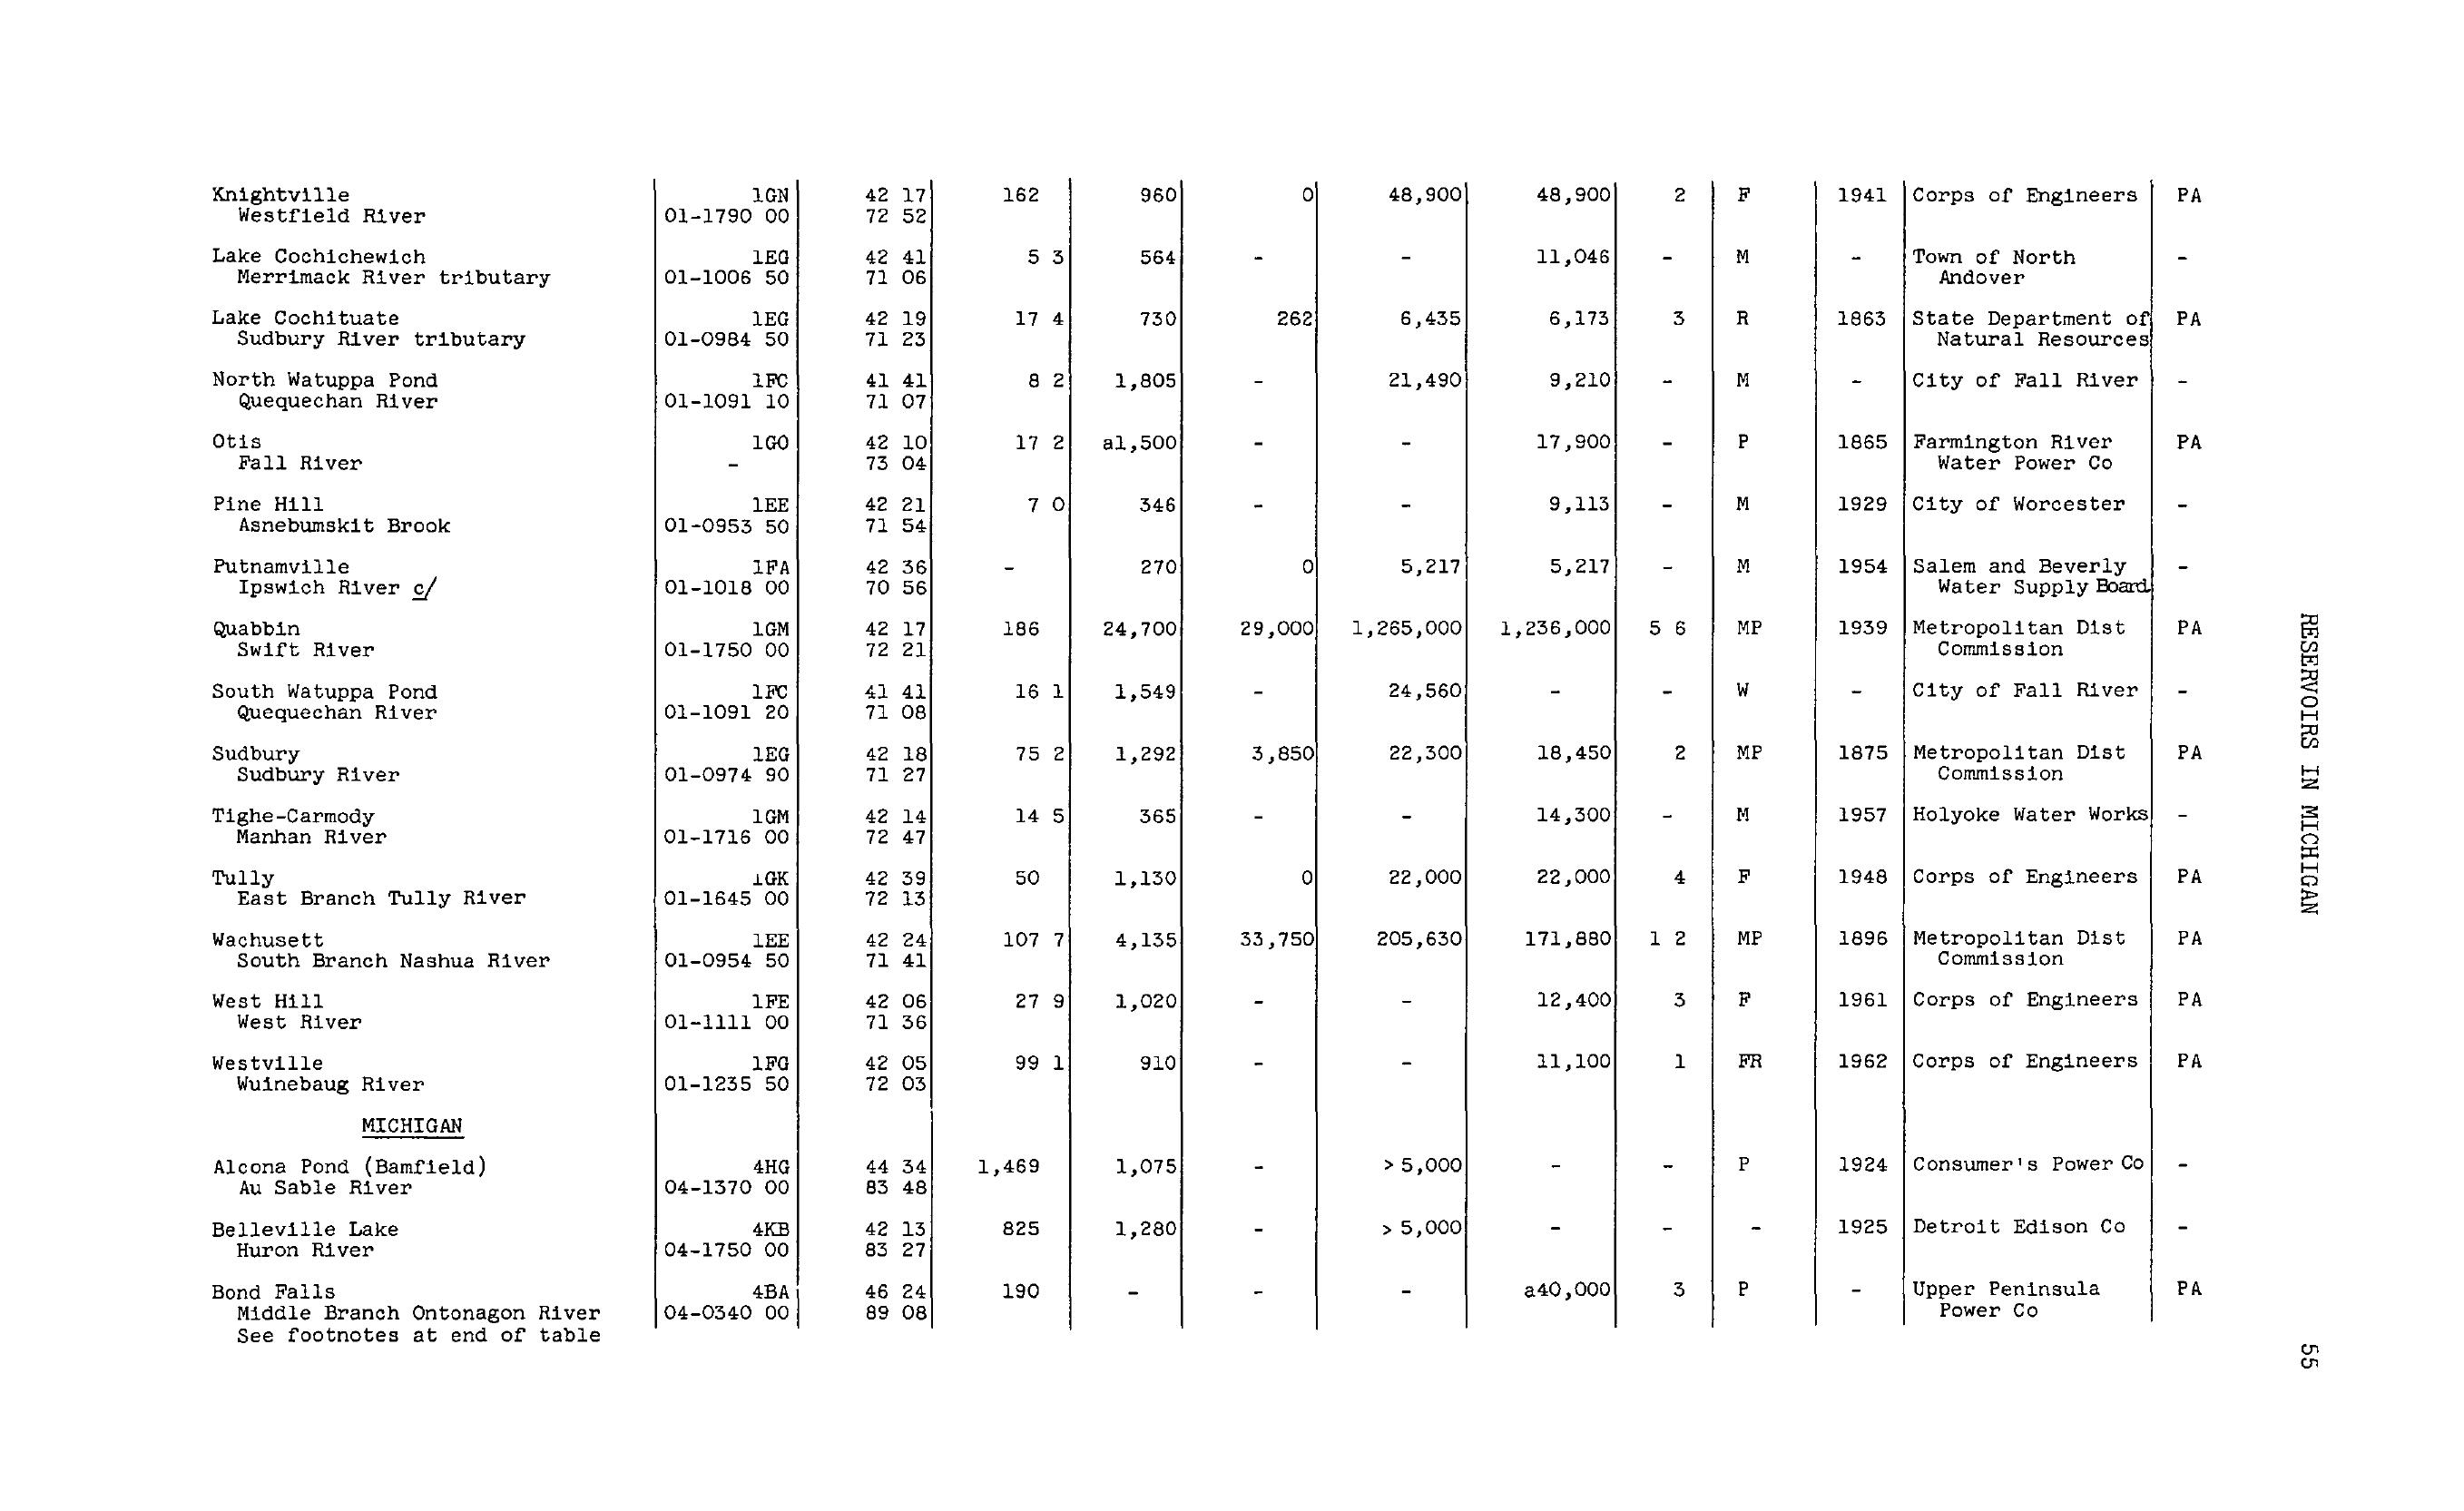 Knightville 1GN 42 17 162 960 0 48,900 48,900 2 F 1941 Corps of Engineers PA
Westfield River 01-1790 00 72 52
Lake Cochichewich 1EG 42 41 5 3 564 - - 11,046 - M - Town of North -
Merrimack River tributary 01-1006 50 71 06 Andover
Lake Cochituate 1EG 42 19 17 4 730 262 6,435 6,173 3 R 1863 State Department of PA
Sudbury River tributary 01-0984 50 71 23 Natural Resources
North Watuppa Pond 1FC 41 41 8 2 1,805 - 21,490 9,210 - M - City of Fall River -
Quequechan River 01-1091 10 71 07
Otis 1GO 42 10 17 2 a1,500 - - 17,900 - P 1865 Farmington River PA
Fall River - 73 04 Water Power Co
Pine Hill 1EE 42 21 7 0 346 - - 9,113 - M 1929 City of Worcester -
Asnebumskit Brook 01-0953 50 71 54
Putnamville 1FA 42 36 - 270 0 5,217 5,217 - M 1954 Salem and Beverly -
Ipswich River c/ 01-1018 00 70 56 Water Supply Board
Quabbin 1GM 42 17 186 24,700 29,000 1,265,000 1,236,000 5 6 MP 1939 Metropolitan Dist PA
Swift River 01-1750 00 72 21 Commission
South Watuppa Pond 1FC 41 41 16 1 1,549 - 24,560 - - W - City of Fall River -
Quequechan River 01-1091 20 71 08
Sudbury 1EG 42 18 75 2 1,292 3,850 22,300 18,450 2 MP 1875 Metropolitan Dist PA
Sudbury River 01-0974 90 71 27 Commission
Tighe-Carmody 1GM 42 14 14 5 365 - - 14,300 - M 1957 Holyoke Water Works -
Manhan River 01-1716 00 72 47
Tully 1GK 42 39 50 1,130 0 22,000 22,000 4 F 1948 Corps of Engineers PA
East Branch Tully River 01-1645 00 72 13
Wachusett 1EE 42 24 107 7 4,135 33,750 205,630 171,880 1 2 MP 1896 Metropolitan Dist PA
South Branch Nashua River 01-0954 50 71 41 Commission
West Hill 1FE 42 06 27 9 1,020 - - 12,400 3 F 1961 Corps of Engineers PA
West River 01-1111 00 71 36
Westville 1FG 42 05 99 1 910 - - 11,100 1 FR 1962 Corps of Engineers PA
Wuinebaug River 01-1235 50 72 03
MICHIGAN
Alcona Pond (Bamfield) 4HG 44 34 1,469 1,075 - > 5,000 - - P 1924 Consumer's Power Co -
Au Sable River 04-1370 00 83 48
Belleville Lake 4KB 42 13 825 1,280 - > 5,000 - - - 1925 Detroit Edison Co -
Huron River 04-1750 00 83 27
Bond Falls 4BA 46 24 190 - - - a40,000 3 P - Upper Peninsula PA
Middle Branch Ontonagon River 04-0340 00 89 08 Power Co
See footnotes at end of table
RESERVOIRS IN MICHIGAN
55